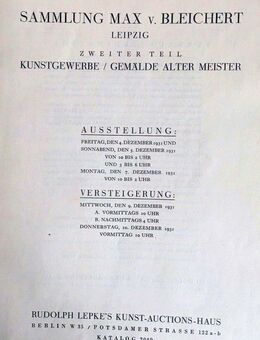 SAMMLUNG MAX v. BLEICHERT
LEIPZIG
ZWEITER TEIL
KUNSTGEWERBE / GEMÄLDE ALTER MEISTER
AUSSTELLUNG:
FREITAG, DEN 4. DEZEMBER 1931 UND
SONNABEND, DEN 5. DEZEMBER 1931
VON 10 BIS 2 UHR
UND 3 BIS 6 UHR
MONTAG, DEN 7. DEZEMBER 1931
VON 10 BIS 2 UHR
VERSTEIGERUNG:
MITTWOCH, DEN 9. DEZEMBER 1931
A. VORMITTAGS 10 UHR
B. NACHMITTAGS 4 UHR
DONNERSTAG, 10. DEZEMBER 1931
VORMITTAG 10 UHR
RUDOLPH LEPKE'S KUNST-AUCTIONS-HAUS
BERLIN W 35 / POTSDAMER STRASSE 122 a-b
KATALOG